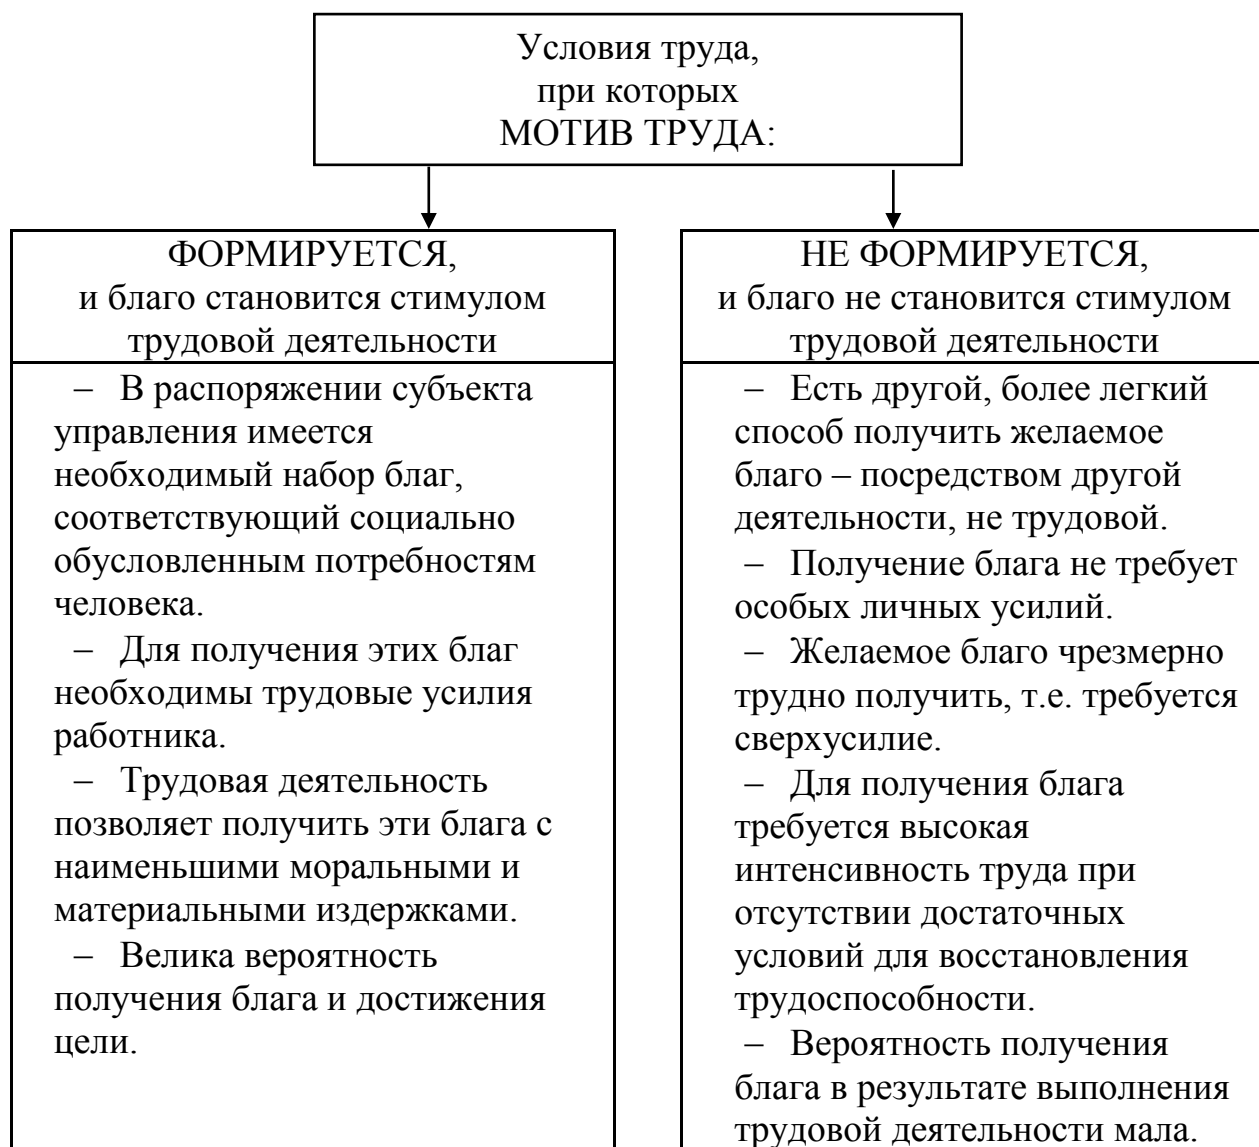 Условия труда,
при которых
МОТИВ ТРУДА:
ФОРМИРУЕТСЯ,
и благо становится стимулом
трудовой деятельности
– В распоряжении субъекта
управления имеется
необходимый набор благ,
соответствующий социально
обусловленным потребностям
человека.
– Для получения этих благ
необходимы трудовые усилия
работника.
– Трудовая деятельность
позволяет получить эти блага с
наименьшими моральными и
материальными издержками.
– Велика вероятность
получения блага и достижения
цели.
НЕ ФОРМИРУЕТСЯ,
и благо не становится стимулом
трудовой деятельности
– Есть другой, более легкий
способ получить желаемое
благо – посредством другой
деятельности, не трудовой.
– Получение блага не требует
особых личных усилий.
– Желаемое благо чрезмерно
трудно получить, т.е. требуется
сверхусилие.
– Для получения блага
требуется высокая
интенсивность труда при
отсутствии достаточных
условий для восстановления
трудоспособности.
– Вероятность получения
блага в результате выполнения
трудовой деятельности мала.